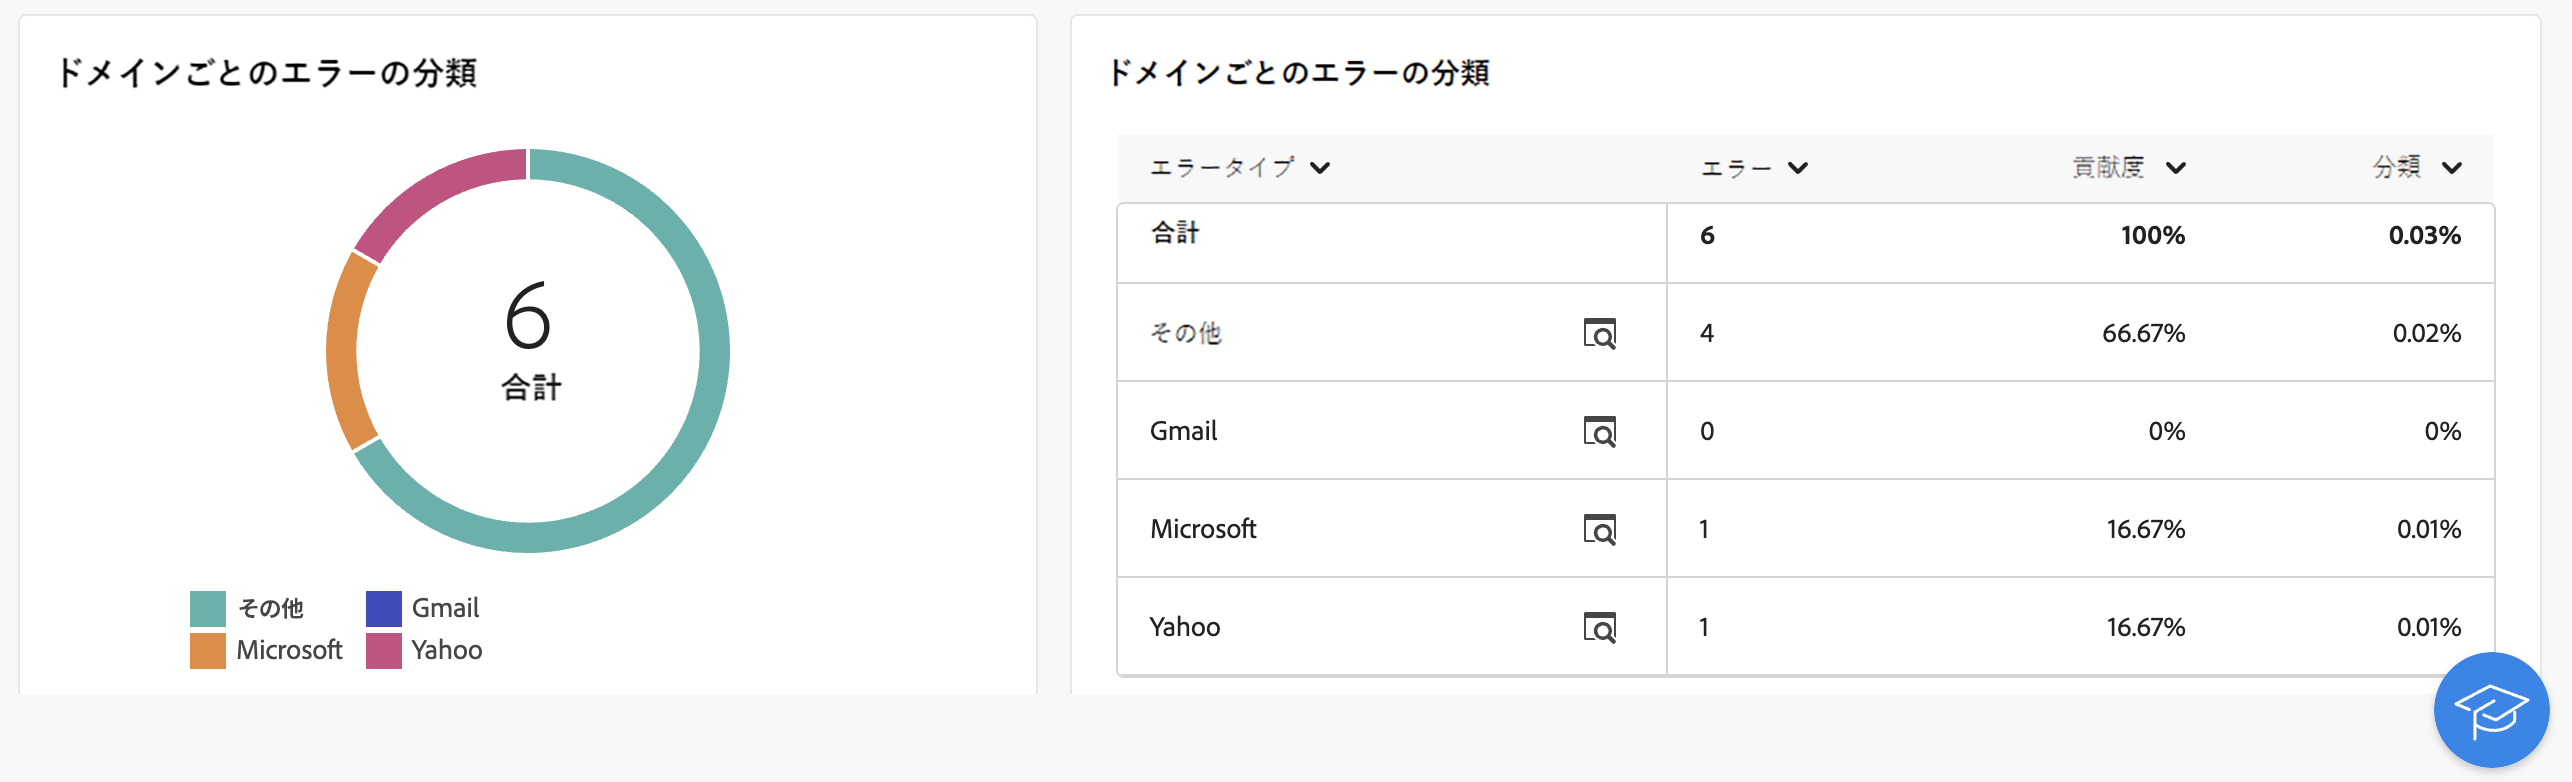 ドメインごとのエラーの分類
6
合計
その他 Gmail
Microsoft Yahoo
ドメインごとのエラーの分類
エラータイプ エラー 貢献度 分類
合計 6 100% 0.03%
その他 4 66.67% 0.02%
Gmail 0 0% 0%
Microsoft 1 16.67% 0.01%
Yahoo 1 16.67% 0.01%